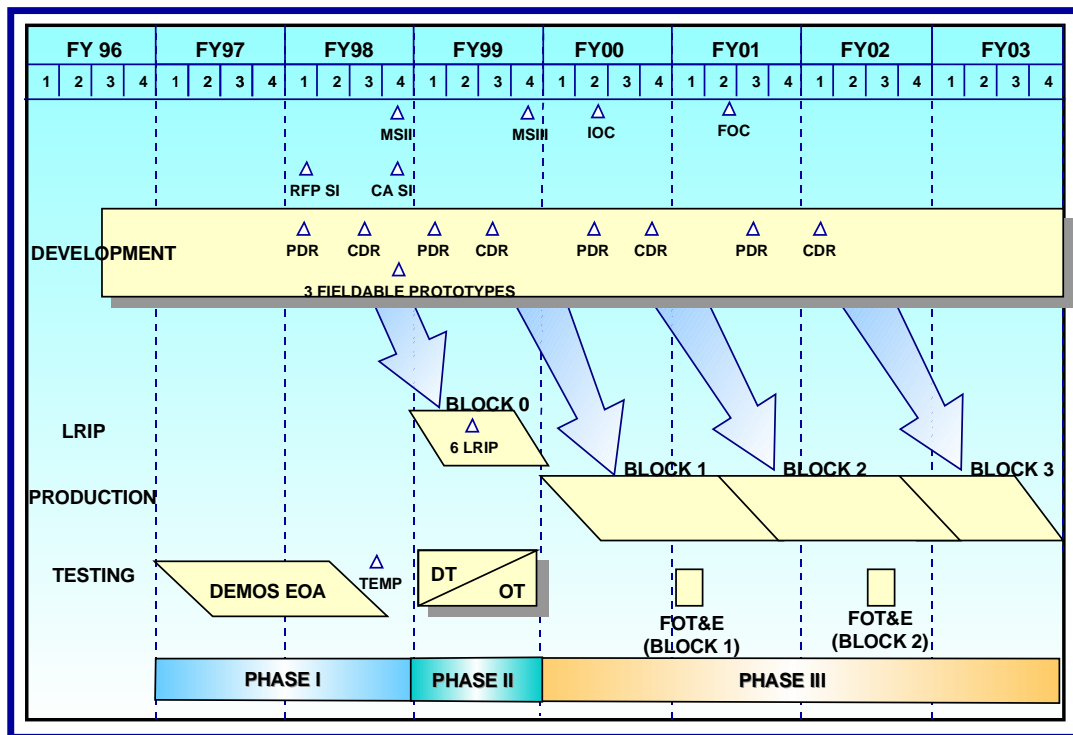 FY 96 FY97 FY98 FY99 FY00 FY01 FY02 FY03
1 2 3 4 1 2 3 4 1 2 3 4 1 2 3 4 1 2 3 4 1 2 3 4 1 2 3 4 1 2 3 4
MSII MSIII IOC FOC
RFP SI CA SI
DEVELOPMENT PDR CDR PDR CDR PDR CDR PDR CDR
3 FIELDABLE PROTOTYPES
BLOCK 0
LRIP 6 LRIP
BLOCK 1 BLOCK 2 BLOCK 3
PRODUCTION
TESTING DEMOS EOA TEMP DT OT
FOT&E
(BLOCK 1)
FOT&E
(BLOCK 2)
PHASE I PHASE II PHASE III